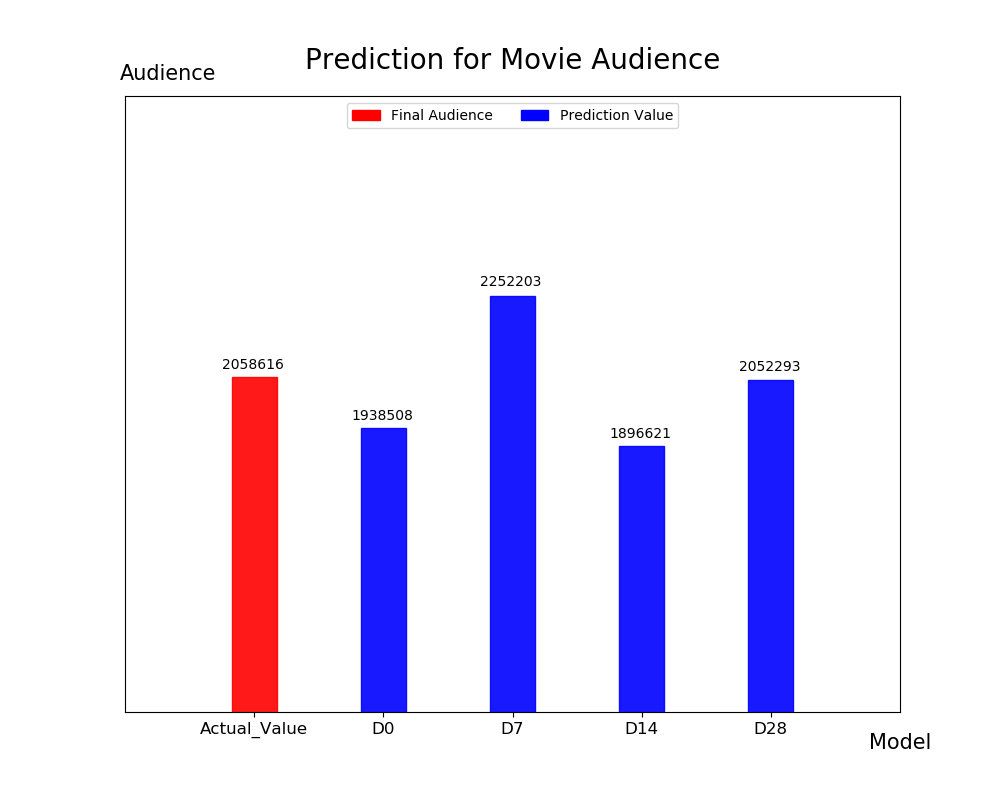 Prediction for Movie Audience
Audience
Final Audience
Prediction Value
2252203
2058616
2052293
1938508
1896621
Actual_Value
D0
D7
D14
D28
Model